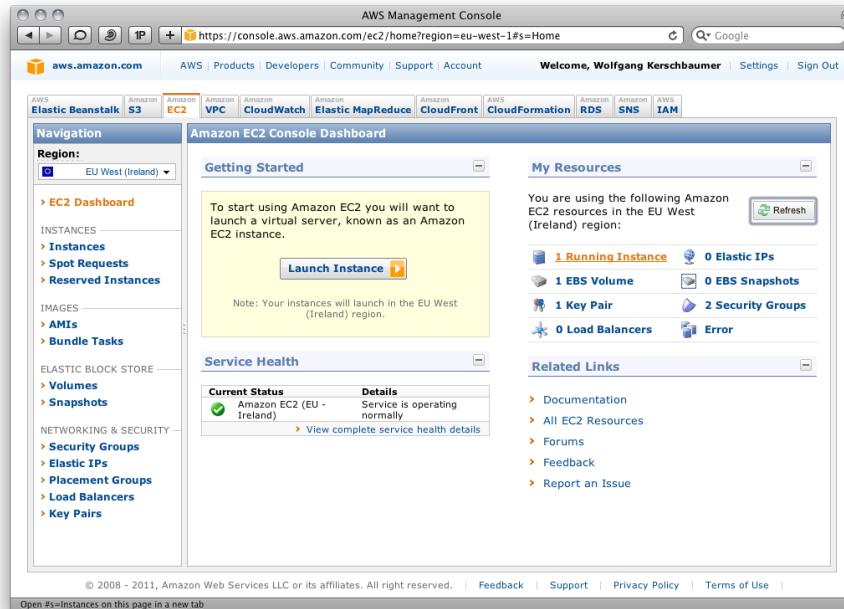 AWS Management Console
1P
+
https://console.aws.amazon.com/ec2/home?region=eu-west-1#s=Home
Google
aws.amazon.com
AWS | Products | Developers | Community | Support | Account
Welcome, Wolfgang Kerschbaumer | Settings | Sign Out
AWS Elastic Beanstalk
Amazon S3
Amazon EC2
Amazon VPC
Amazon CloudWatch
Amazon Elastic MapReduce
Amazon CloudFront
AWS CloudFormation
Amazon RDS
Amazon SNS
AWS IAM
Navigation
Region:
EU West (Ireland)
EC2 Dashboard
INSTANCES
Instances
Spot Requests
Reserved Instances
IMAGES
AMIs
Bundle Tasks
ELASTIC BLOCK STORE
Volumes
Snapshots
NETWORKING & SECURITY
Security Groups
Elastic IPs
Placement Groups
Load Balancers
Key Pairs
Amazon EC2 Console Dashboard
Getting Started
To start using Amazon EC2 you will want to
launch a virtual server, known as an Amazon
EC2 instance.
Launch Instance
Note: Your instances will launch in the EU West
(Ireland) region.
Service Health
Current Status Details
Amazon EC2 (EU - Service is operating
Ireland) normally
View complete service health details
My Resources
You are using the following Amazon
EC2 resources in the EU West
(Ireland) region:
Refresh
1 Running Instance 0 Elastic IPs
1 EBS Volume 0 EBS Snapshots
1 Key Pair 2 Security Groups
0 Load Balancers Error
Related Links
Documentation
All EC2 Resources
Forums
Feedback
Report an Issue
© 2008 - 2011, Amazon Web Services LLC or its affiliates. All right reserved. | Feedback | Support | Privacy Policy | Terms of Use |
Open #s=Instances on this page in a new tab